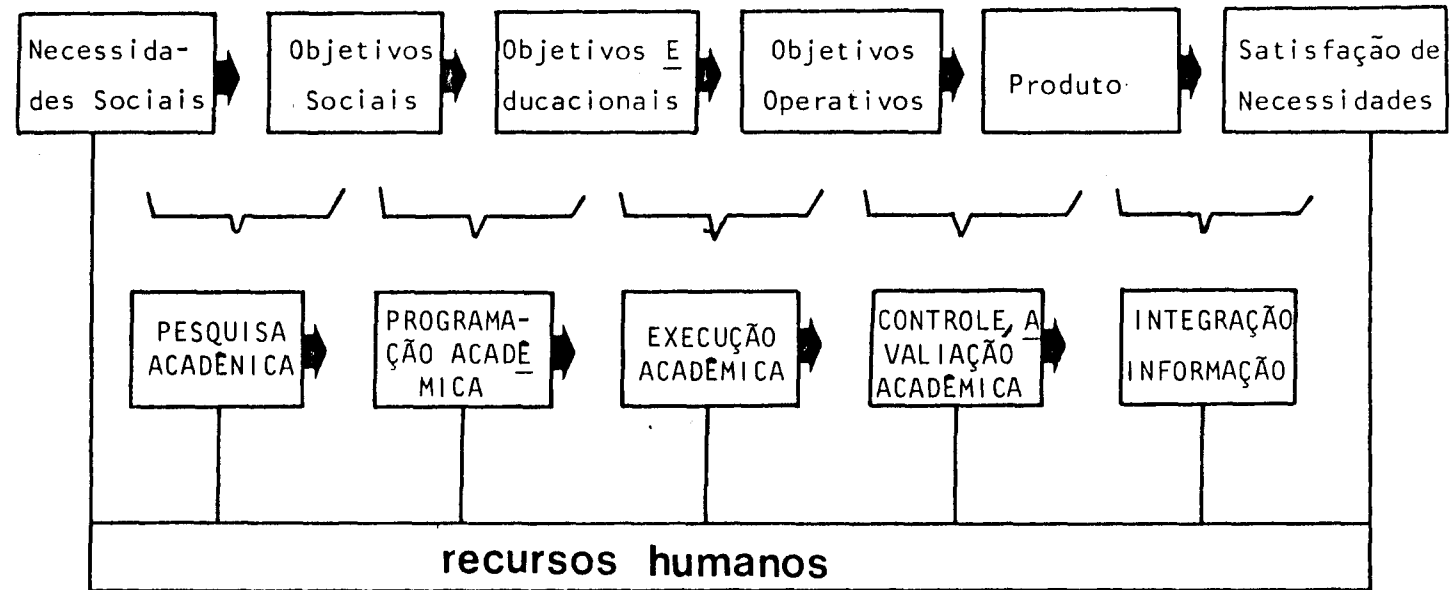 Necessida-
des Sociais
Objetivos
Sociais
Objetivos E
ducacionais
Objetivos
Operativos
Produto
Satisfação de
Necessidades
PESQUISA
ACADÊNICA
PROGRAMA-
ÇÃO ACADÊ
MICA
EXECUÇÃO
ACADÊMICA
CONTROLE, A
VALIAÇÃO
ACADÊMICA
INTEGRAÇÃO
INFORMAÇÃO
recursos humanos